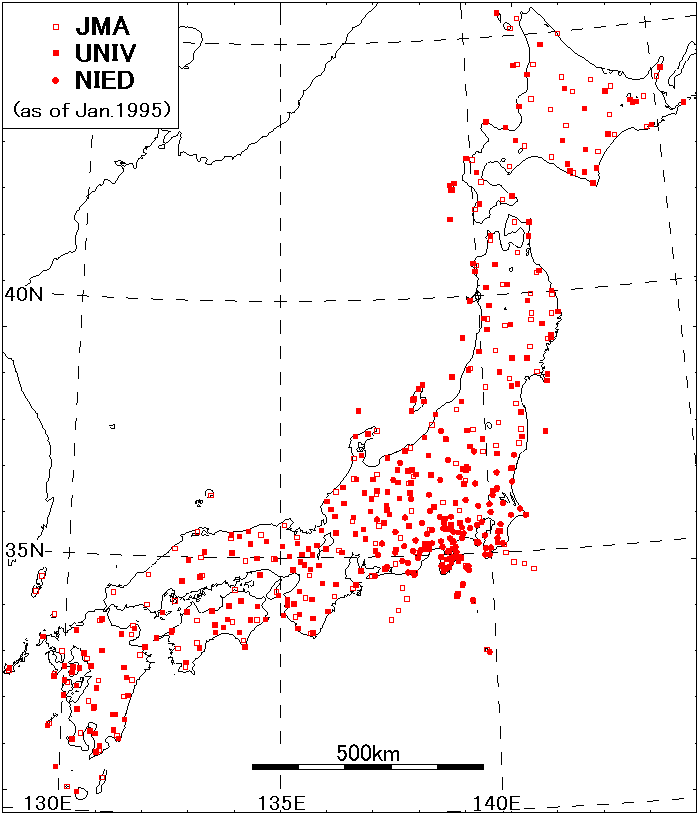 JMA
UNIV
NIED
(as of Jan.1995)
40N
35N
500km
130E
135E
140E